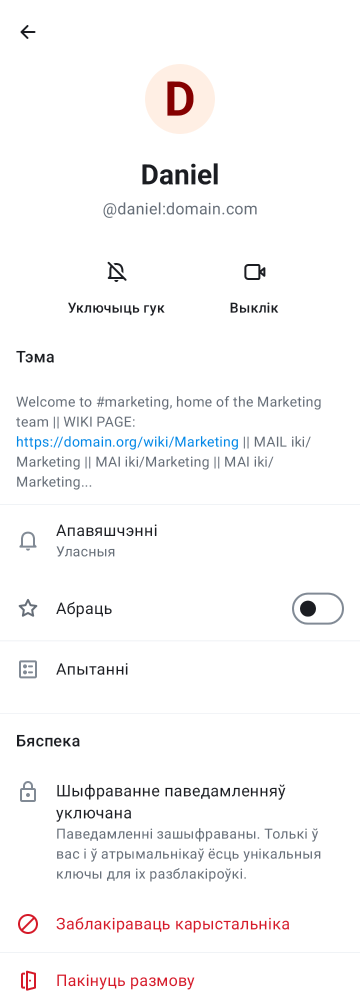 D
Daniel
@daniel:domain.com
Уключыць гук
Выклік
Тэма
Welcome to #marketing, home of the Marketing
team || WIKI PAGE:
https://domain.org/wiki/Marketing || MAIL iki/
Marketing || MAI iki/Marketing || MAI iki/
Marketing...
Апавяшчэнні
Уласныя
Абраць
Апытанні
Бяспека
Шыфраванне паведамленняў
уключана
Паведамленні зашыфраваны. Толькі ў
вас і ў атрымальнікаў ёсць унікальныя
ключы для іх разблакіроўкі.
Заблакіраваць карыстальніка
Пакінуць размову